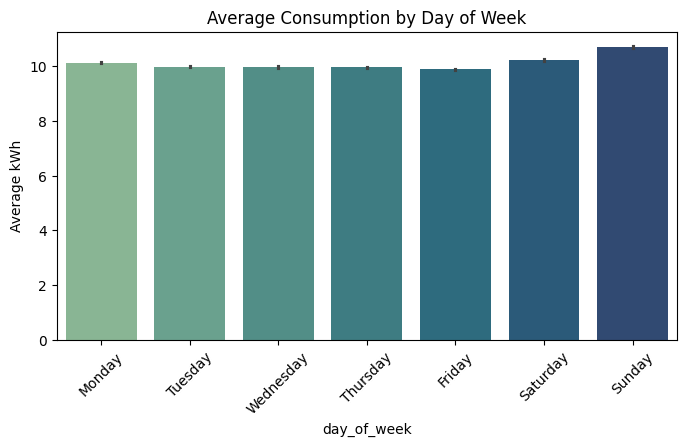 Average Consumption by Day of Week
Average kWh
10
8
6
4
2
0
Monday
Tuesday
Wednesday
Thursday
Friday
Saturday
Sunday
day_of_week